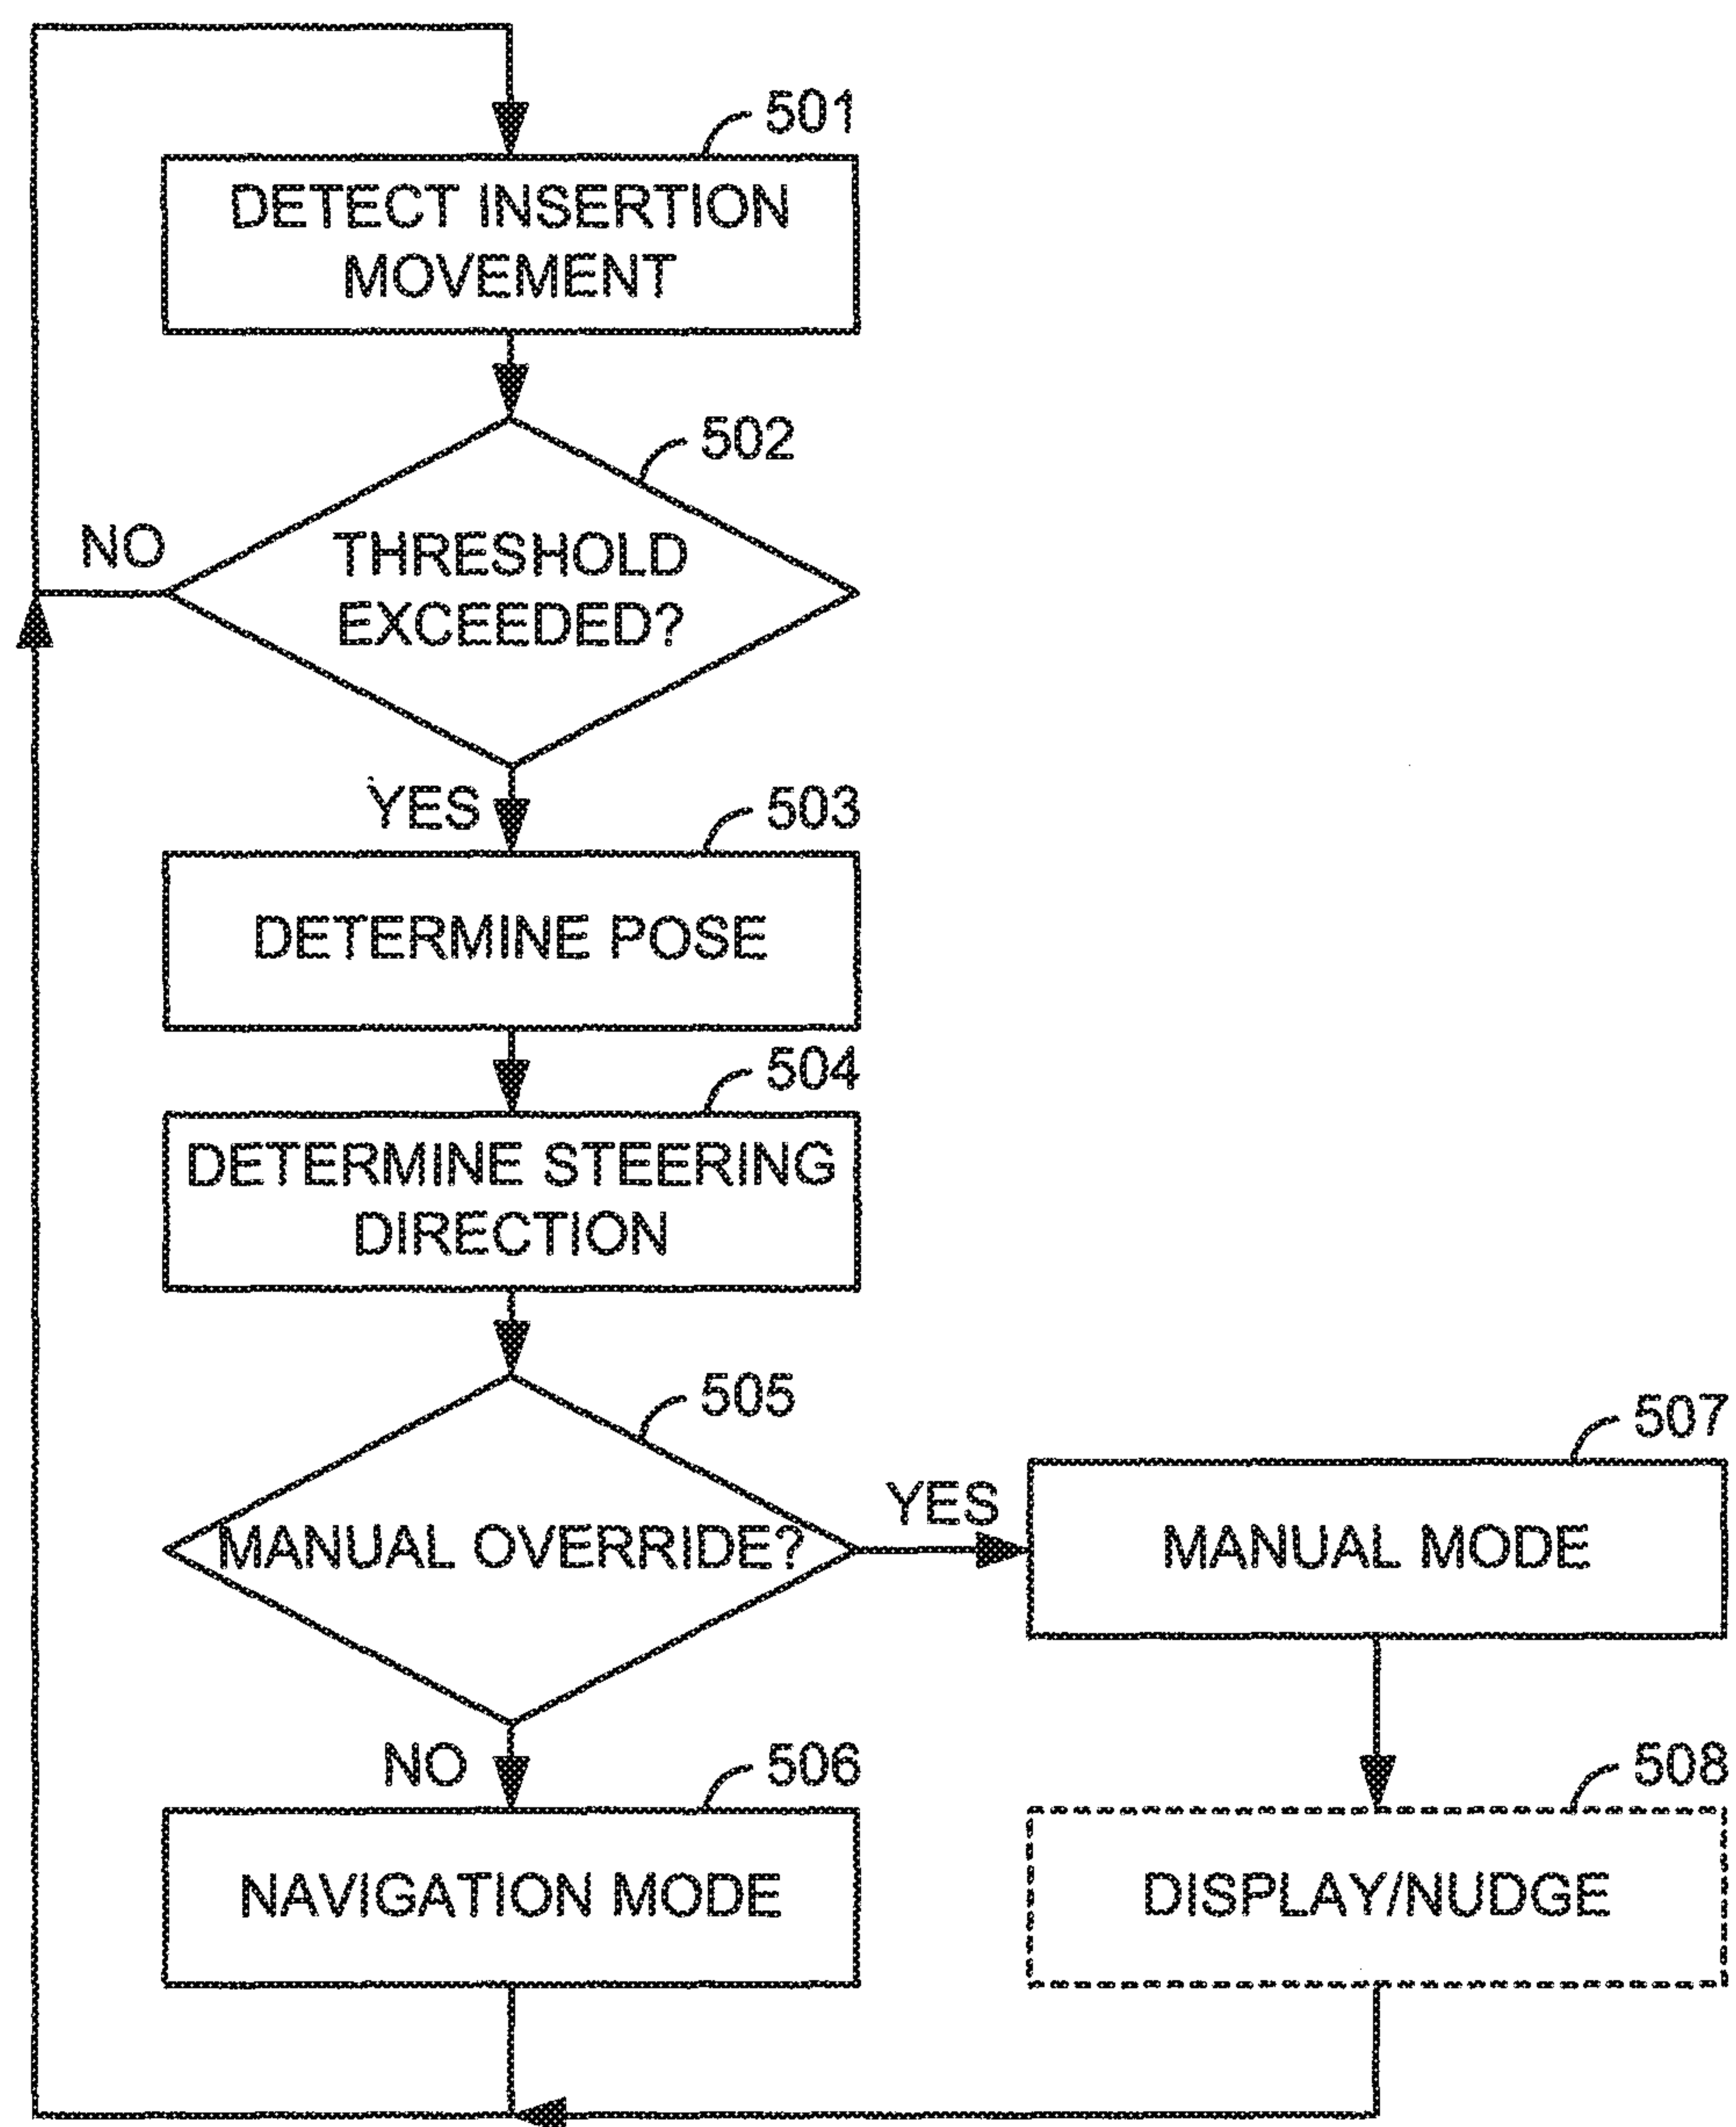 501
DETECT INSERTION
MOVEMENT
502
NO
THRESHOLD
EXCEEDED?
YES
503
DETERMINE POSE
504
DETERMINE STEERING
DIRECTION
505
507
MANUAL OVERRIDE?
YES
MANUAL MODE
NO
506
508
NAVIGATION MODE
DISPLAY/NUDGE